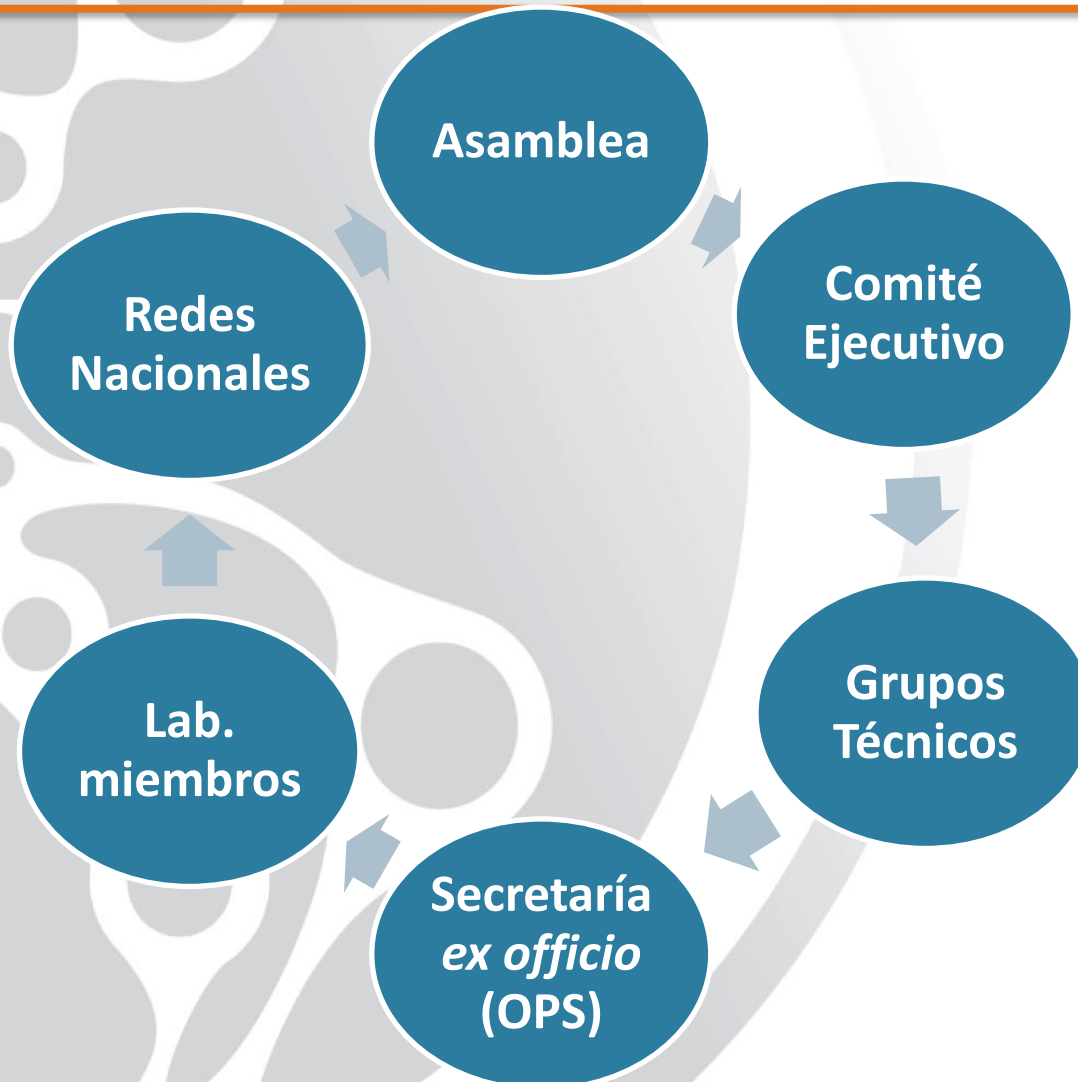 Asamblea
Comité
Ejecutivo
Grupos
Técnicos
Secretaría
ex officio
(OPS)
Lab.
miembros
Redes
Nacionales